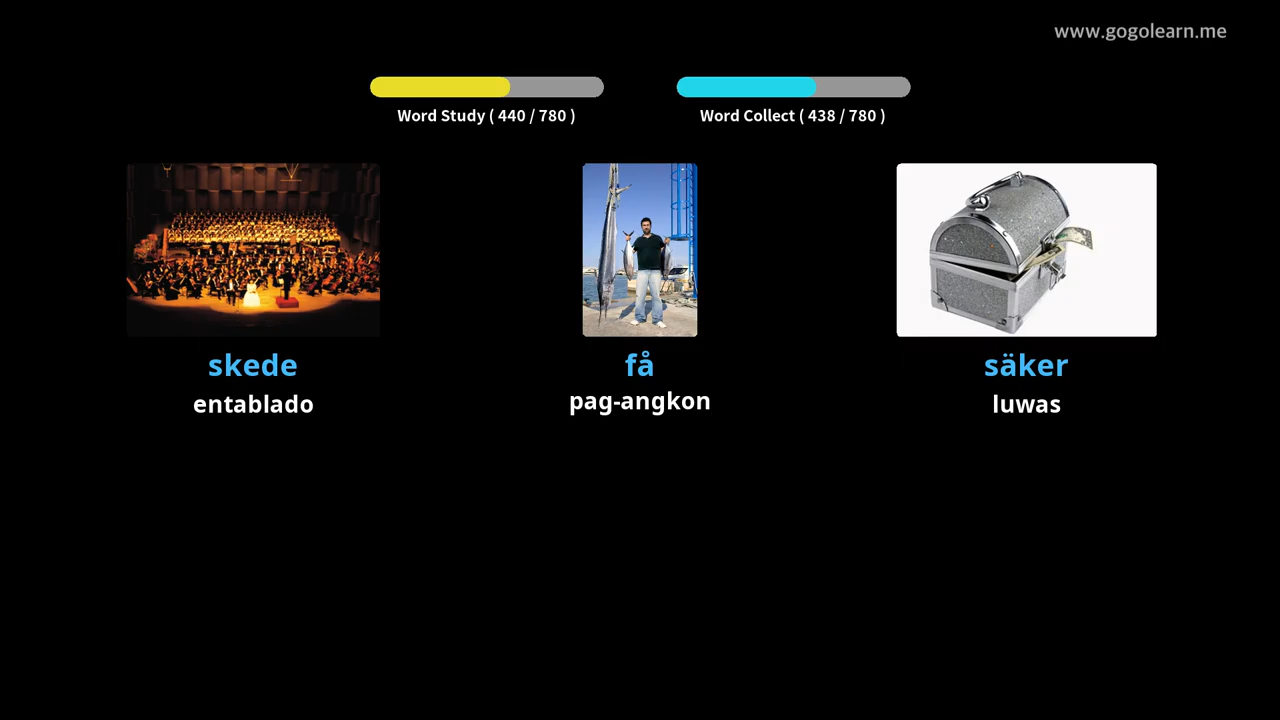 www.gogolearn.me
Word Study ( 440 / 780 )
Word Collect ( 438 / 780 )
skede
entablado
få
pag-angkon
säker
luwas